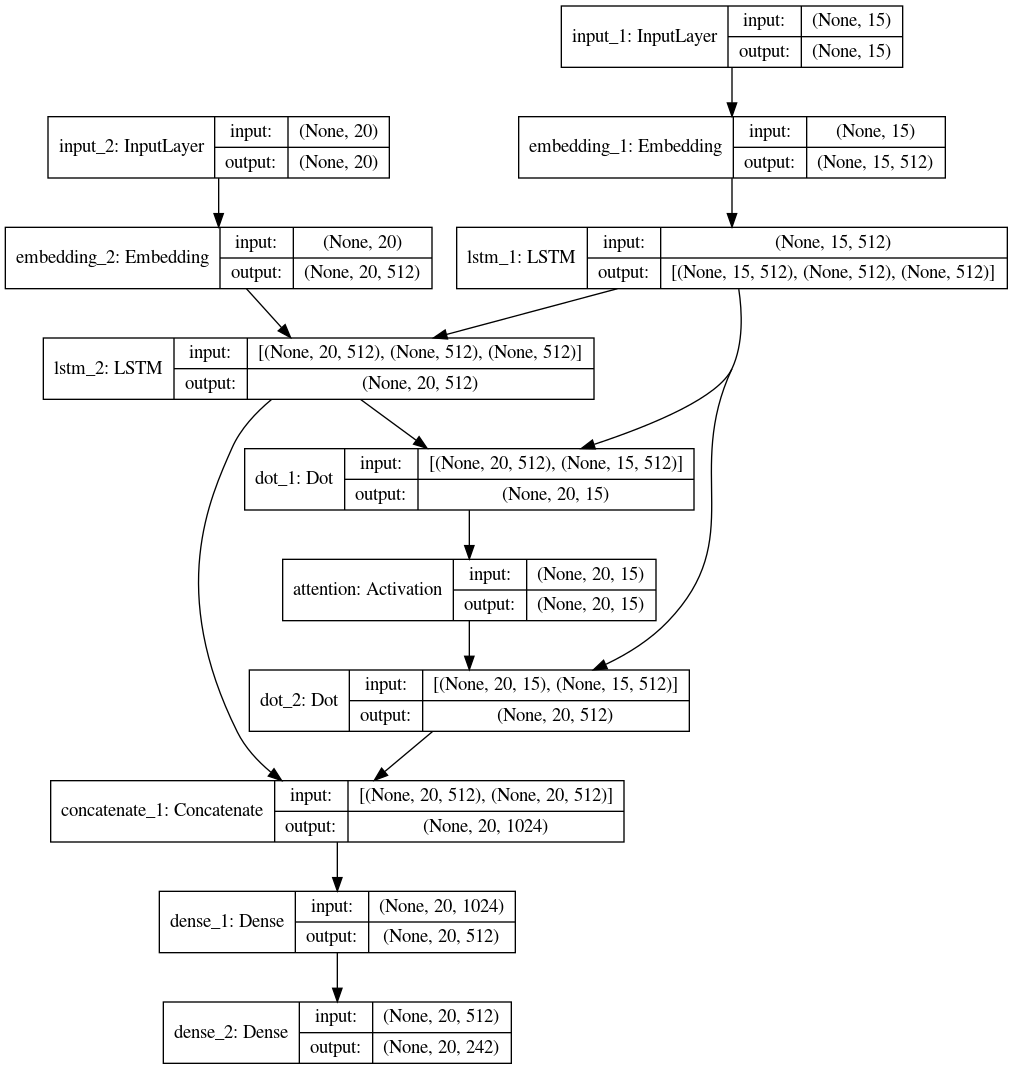 input_1: InputLayer
input: (None, 15)
output: (None, 15)
input_2: InputLayer
input: (None, 20)
output: (None, 20)
embedding_1: Embedding
input: (None, 15)
output: (None, 15, 512)
embedding_2: Embedding
input: (None, 20)
output: (None, 20, 512)
lstm_1: LSTM
input: (None, 15, 512)
output: [(None, 15, 512), (None, 512), (None, 512)]
lstm_2: LSTM
input: [(None, 20, 512), (None, 512), (None, 512)]
output: (None, 20, 512)
dot_1: Dot
input: [(None, 20, 512), (None, 15, 512)]
output: (None, 20, 15)
attention: Activation
input: (None, 20, 15)
output: (None, 20, 15)
dot_2: Dot
input: [(None, 20, 15), (None, 15, 512)]
output: (None, 20, 512)
concatenate_1: Concatenate
input: [(None, 20, 512), (None, 20, 512)]
output: (None, 20, 1024)
dense_1: Dense
input: (None, 20, 1024)
output: (None, 20, 512)
dense_2: Dense
input: (None, 20, 512)
output: (None, 20, 242)